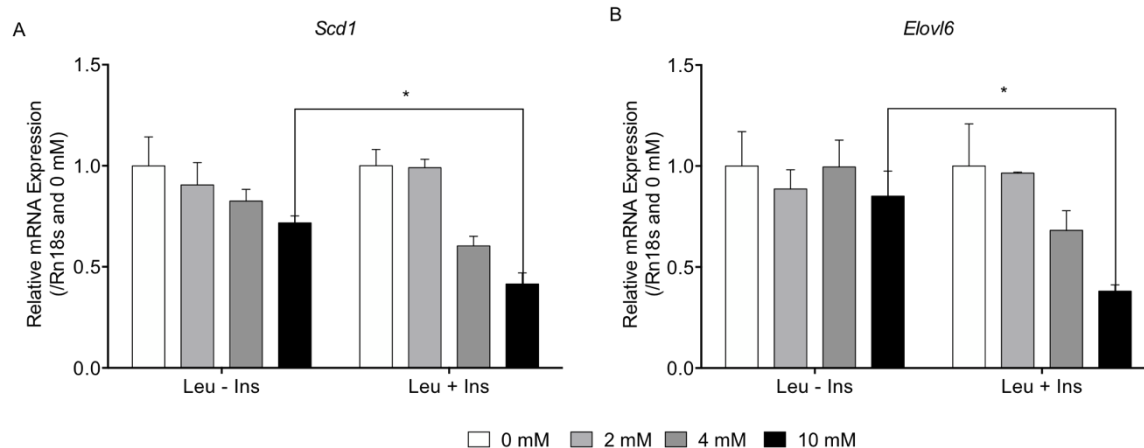 A
Scd1
Relative mRNA Expression
(/Rn18s and 0 mM)
1.5
1.0
0.5
0.0
*
Leu - Ins
Leu + Ins
B
Elovl6
Relative mRNA Expression
(/Rn18s and 0 mM)
1.5
1.0
0.5
0.0
*
Leu - Ins
Leu + Ins
0 mM
2 mM
4 mM
10 mM